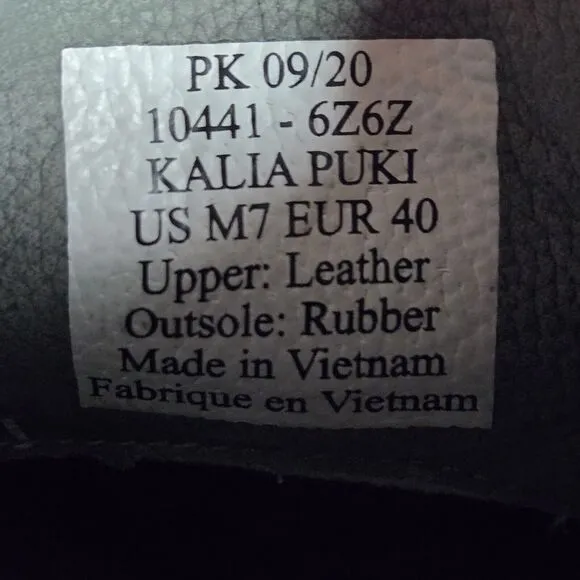 PK 09/20
10441 - 6Z6Z
KALIA PUKI
US M7 EUR 40
Upper: Leather
Outsole: Rubber
Made in Vietnam
Fabrique en Vietnam